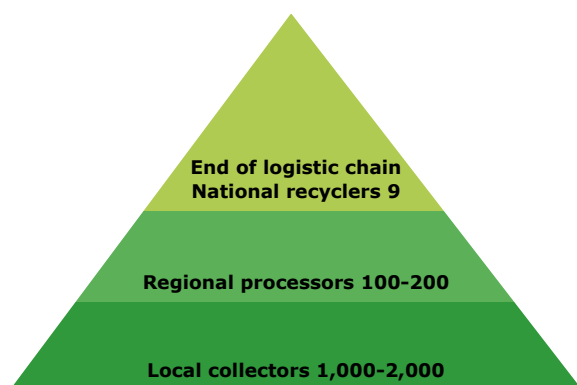 End of logistic chain
National recyclers 9
Regional processors 100-200
Local collectors 1,000-2,000